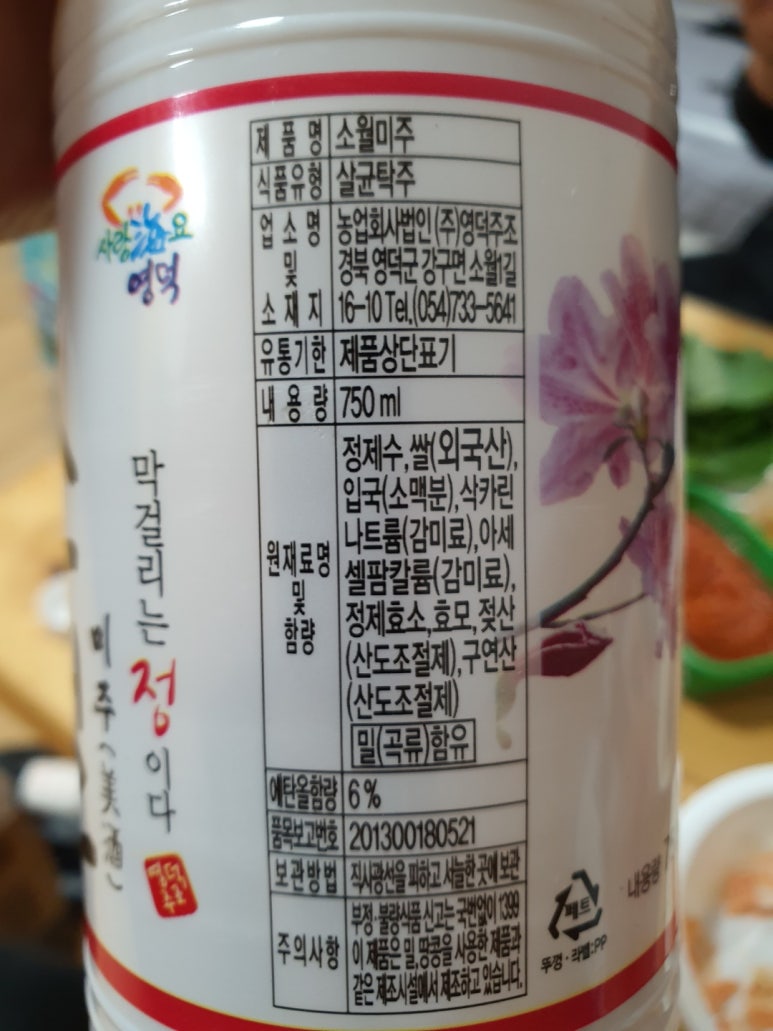 사랑海요
영덕
막걸리는 정이다
미주(美酒)
영덕
주조
제품명 소월미주
식품유형 살균탁주
업소명 및 소재지 농업회사법인(주)영덕주조
경북 영덕군 강구면 소월1길
16-10 Tel.(054)733-5641
유통기한 제품상단표기
내용량 750 ml
원재료명 및 함량 정제수,쌀(외국산),
입국(소맥분),삭카린
나트륨(감미료),아세
셀팜칼륨(감미료),
정제효소,효모,젖산
(산도조절제),구연산
(산도조절제)
밀(곡류)함유
에탄올함량 6%
품목보고번호 201300180521
보관방법 직사광선을 피하고 서늘한 곳에 보관
주의사항 부정·불량식품 신고는 국번없이 1399
이 제품은 밀,땅콩을 사용한 제품과
같은 제조시설에서 제조하고 있습니다.
페트
뚜껑·라벨:PP
내용량